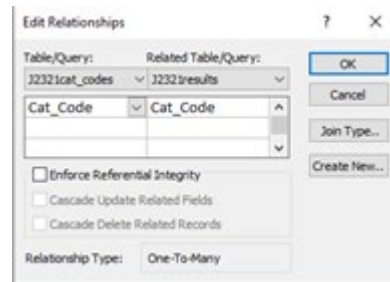 Edit Relationships ? ×
Table/Query: Related Table/Query:
J2321cat_codes J2321results
Cat_Code Cat_Code
OK
Cancel
Join Type...
Create New...
Enforce Referential Integrity
Cascade Update Related Fields
Cascade Delete Related Records
Relationship Type: One-To-Many